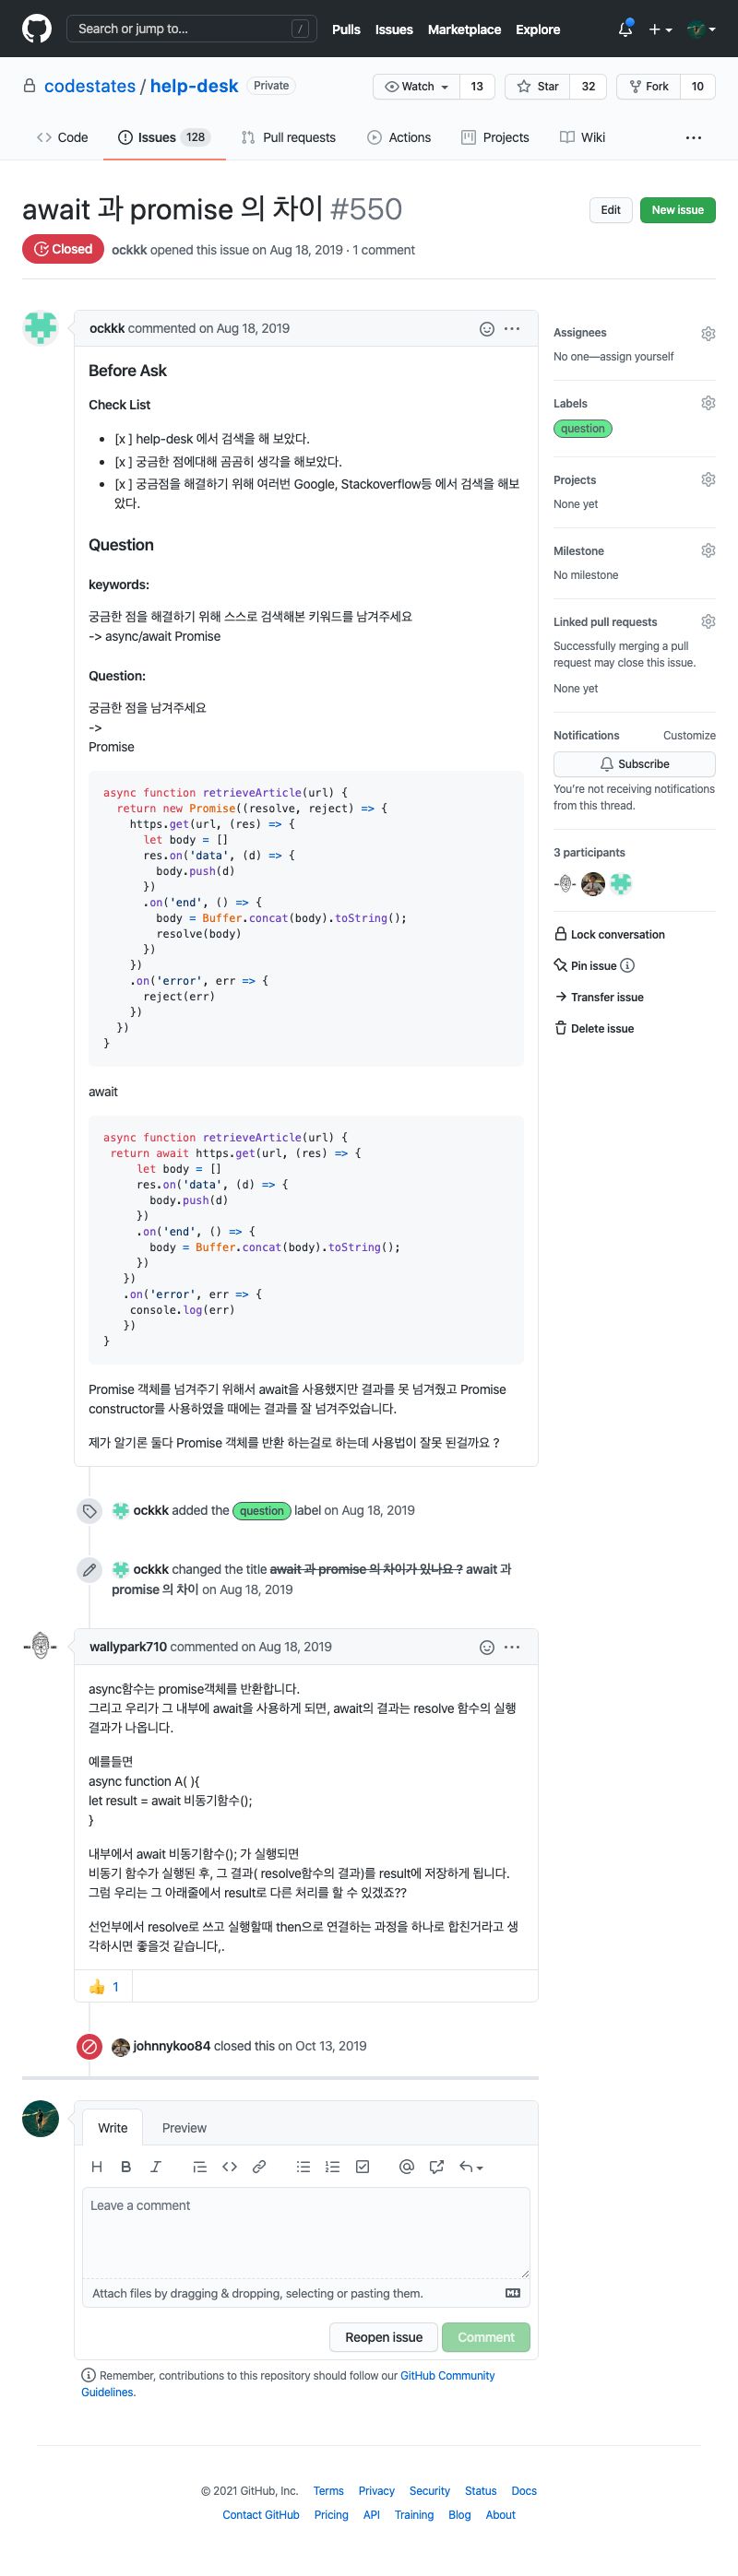 Search or jump to...
/
Pulls
Issues
Marketplace
Explore
codestates / help-desk
Private
Watch
13
Star
32
Fork
10
Code
Issues 128
Pull requests
Actions
Projects
Wiki
await 과 promise 의 차이 #550
Edit
New issue
Closed
ockkk opened this issue on Aug 18, 2019 · 1 comment
ockkk commented on Aug 18, 2019
Before Ask
Check List
[x ] help-desk 에서 검색을 해 보았다.
[x ] 궁금한 점에대해 곰곰히 생각을 해보았다.
[x ] 궁금점을 해결하기 위해 여러번 Google, Stackoverflow등 에서 검색을 해보
았다.
Question
keywords:
궁금한 점을 해결하기 위해 스스로 검색해본 키워드를 남겨주세요
-> async/await Promise
Question:
궁금한 점을 남겨주세요
->
Promise
async function retrieveArticle(url) {
  return new Promise((resolve, reject) => {
    https.get(url, (res) => {
      let body = []
      res.on('data', (d) => {
        body.push(d)
      })
      .on('end', () => {
        body = Buffer.concat(body).toString();
        resolve(body)
      })
    })
    .on('error', err => {
      reject(err)
    })
  })
}
await
async function retrieveArticle(url) {
 return await https.get(url, (res) => {
     let body = []
     res.on('data', (d) => {
       body.push(d)
     })
     .on('end', () => {
       body = Buffer.concat(body).toString();
     })
   })
   .on('error', err => {
    console.log(err)
   })
}
Promise 객체를 넘겨주기 위해서 await을 사용했지만 결과를 못 넘겨줬고 Promise
constructor를 사용하였을 때에는 결과를 잘 넘겨주었습니다.
제가 알기론 둘다 Promise 객체를 반환 하는걸로 하는데 사용법이 잘못 된걸까요 ?
ockkk added the question label on Aug 18, 2019
ockkk changed the title await 과 promise 의 차이가 있나요 ? await 과
promise 의 차이 on Aug 18, 2019
wallypark710 commented on Aug 18, 2019
async함수는 promise객체를 반환합니다.
그리고 우리가 그 내부에 await을 사용하게 되면, await의 결과는 resolve 함수의 실행
결과가 나옵니다.
예를들면
async function A( ){
let result = await 비동기함수();
}
내부에서 await 비동기함수(); 가 실행되면
비동기 함수가 실행된 후, 그 결과( resolve함수의 결과)를 result에 저장하게 됩니다.
그럼 우리는 그 아래줄에서 result로 다른 처리를 할 수 있겠죠??
선언부에서 resolve로 쓰고 실행할때 then으로 연결하는 과정을 하나로 합친거라고 생
각하시면 좋을것 같습니다,.
1
johnnykoo84 closed this on Oct 13, 2019
Assignees
No one—assign yourself
Labels
question
Projects
None yet
Milestone
No milestone
Linked pull requests
Successfully merging a pull
request may close this issue.
None yet
Notifications
Customize
Subscribe
You're not receiving notifications
from this thread.
3 participants
Lock conversation
Pin issue
Transfer issue
Delete issue
Write
Preview
Leave a comment
Attach files by dragging & dropping, selecting or pasting them.
Reopen issue
Comment
Remember, contributions to this repository should follow our GitHub Community
Guidelines.
© 2021 GitHub, Inc.
Terms
Privacy
Security
Status
Docs
Contact GitHub
Pricing
API
Training
Blog
About